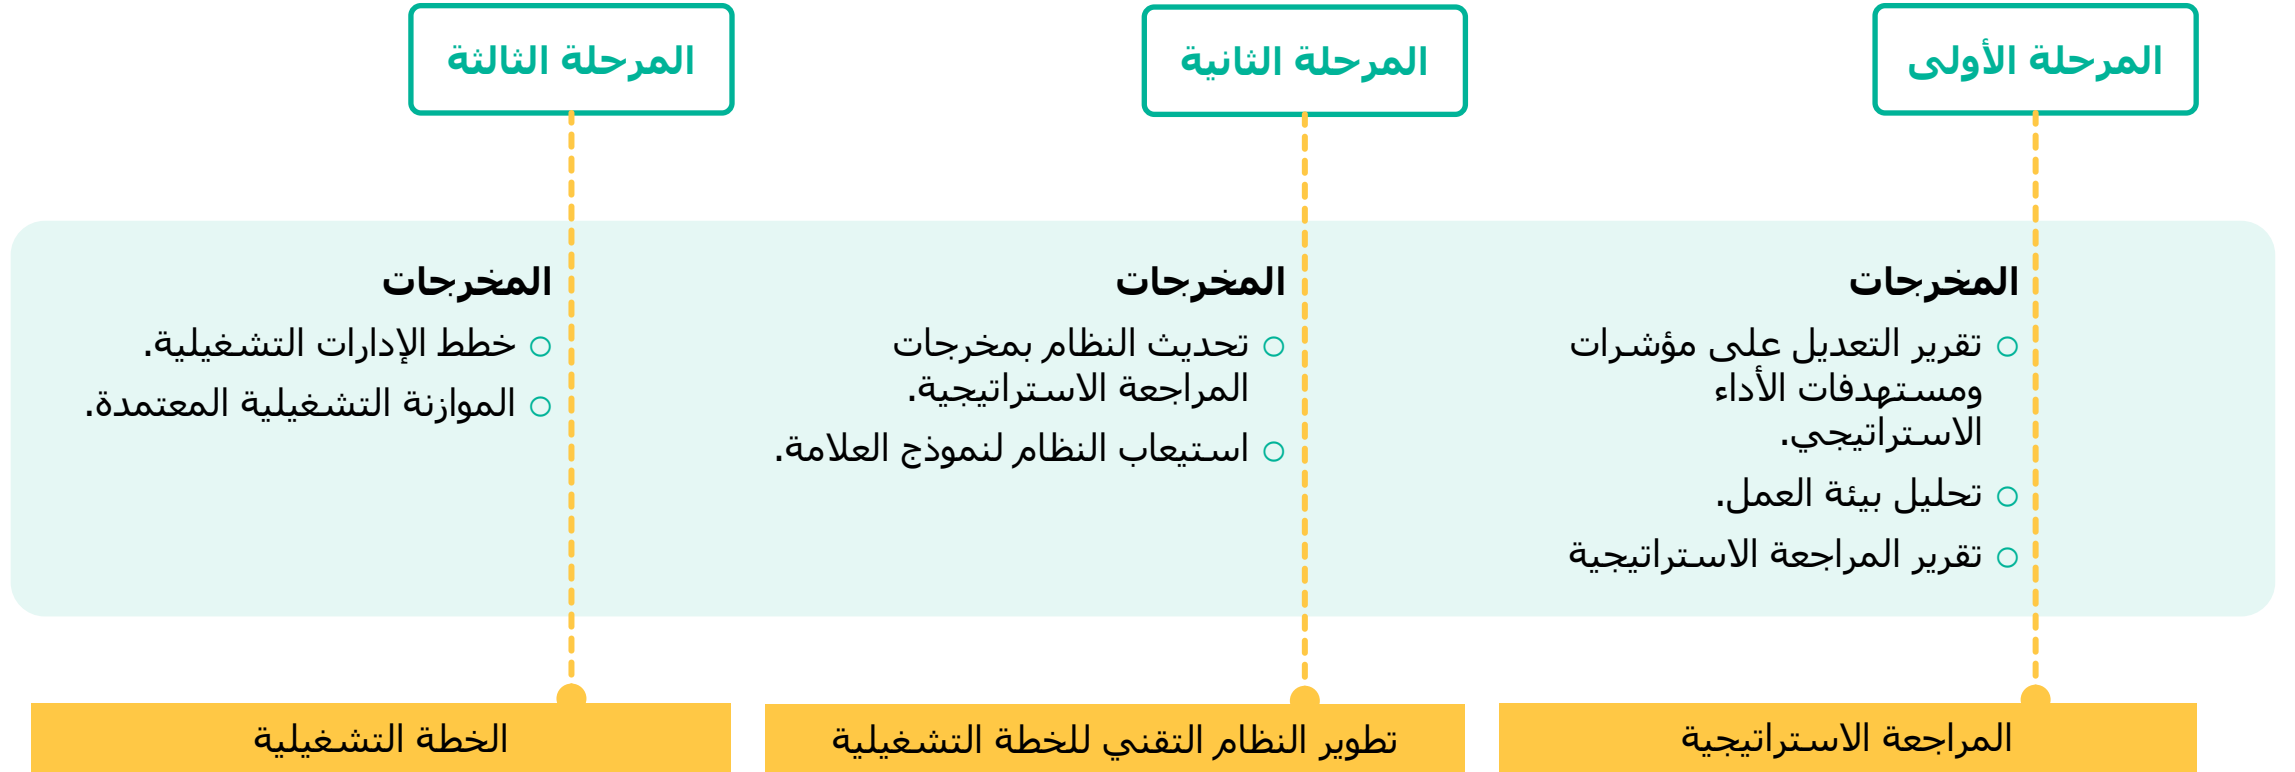 المرحلة الأولى
المرحلة الثانية
المرحلة الثالثة
المخرجات
تقرير التعديل على مؤشرات
ومستهدفات الأداء
الاستراتيجي.
تحليل بيئة العمل.
تقرير المراجعة الاستراتيجية
المخرجات
تحديث النظام بمخرجات
المراجعة الاستراتيجية.
استيعاب النظام لنموذج العلامة.
المخرجات
خطط الإدارات التشغيلية.
الموازنة التشغيلية المعتمدة.
المراجعة الاستراتيجية
تطوير النظام التقني للخطة التشغيلية
الخطة التشغيلية